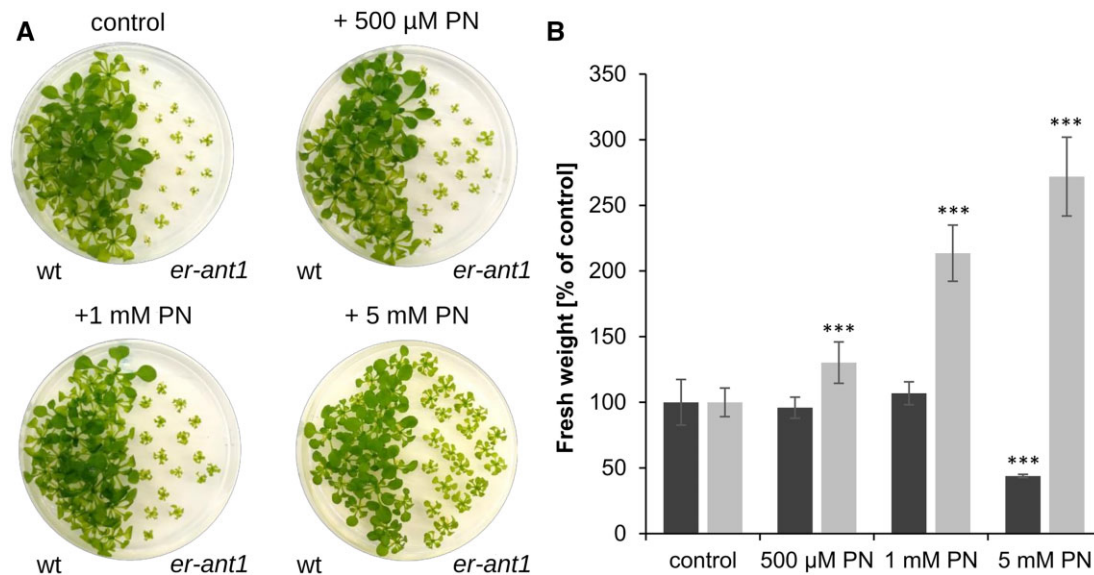 A
control
+ 500 µM PN
wt
er-ant1
wt
er-ant1
+1 mM PN
+ 5 mM PN
wt
er-ant1
wt
er-ant1
B
Fresh weight [% of control]
350
300
250
200
150
100
50
0
***
***
***
***
control
500 µM PN
1 mM PN
5 mM PN